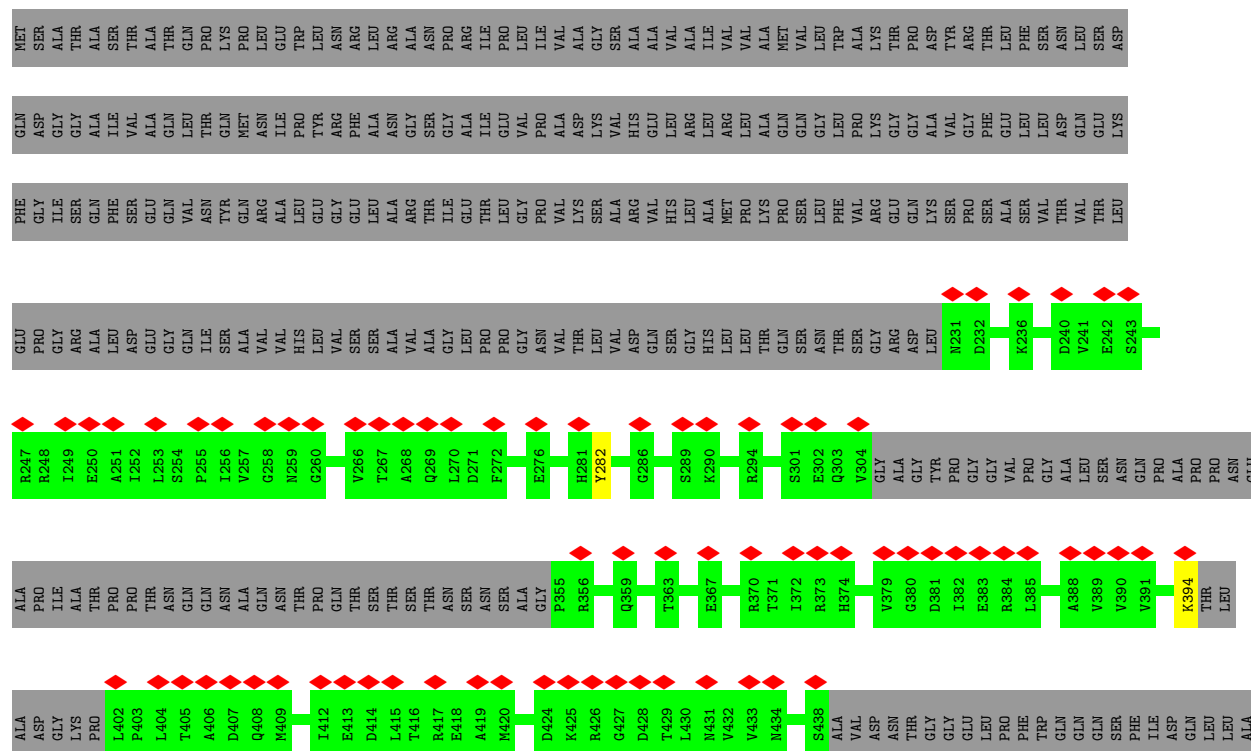 MET SER ALA THR ALA SER THR ALA THR GLN PRO LYS PRO LEU GLU TRP LEU ASN ARG LEU ARG ALA ASN PRO ARG ILE PRO LEU ILE VAL ALA GLY SER ALA ALA VAL ALA ILE VAL VAL ALA MET VAL LEU TRP ALA LYS THR PRO ASP TYR ARG THR LEU PHE SER ASN LEU SER ASP
GLN ASP GLY GLY ALA ILE VAL ALA GLN LEU THR GLN MET ASN ILE PRO TYR ARG PHE ALA ASN GLY SER GLY ALA ILE GLU VAL PRO ALA ASP LYS VAL HIS GLU LEU ARG LEU ARG LEU ALA GLN GLN GLY LEU PRO LYS GLY GLY ALA VAL GLY PHE GLU LEU LEU ASP GLN GLU LYS
PHE GLY ILE SER GLN PHE SER GLU GLN VAL ASN TYR GLN ARG ALA LEU GLU GLY GLU LEU ALA ARG THR ILE GLU THR LEU GLY PRO VAL LYS SER ALA ARG VAL HIS LEU ALA MET PRO LYS PRO SER LEU PHE VAL ARG GLU GLN LYS SER PRO SER ALA SER VAL THR VAL THR LEU
GLU PRO GLY ARG ALA LEU ASP GLU GLY GLN ILE SER ALA VAL VAL HIS LEU VAL SER SER ALA VAL ALA GLY LEU PRO PRO GLY ASN VAL THR LEU VAL ASP GLN SER GLY HIS LEU LEU THR GLN SER ASN THR SER GLY ARG ASP LEU N231 D232 K236 D240 V241 E242 S243
R247 R248 I249 E250 A251 I252 L253 S254 P255 I256 V257 G258 N259 G260 V266 T267 A268 Q269 L270 D271 F272 E276 H281 Y282 G286 S289 K290 R294 S301 E302 Q303 V304 GLY ALA GLY TYR PRO GLY GLY VAL PRO GLY ALA LEU SER ASN GLN PRO ALA PRO PRO ASN
ALA PRO ILE ALA THR PRO PRO THR ASN GLN GLN ASN ALA GLN ASN THR PRO GLN THR SER THR SER THR ASN SER ASN SER ALA GLY P355 R356 Q359 T363 E367 R370 T371 I372 R373 H374 V379 G380 D381 I382 E383 R384 L385 A388 V389 V390 V391 K394 THR LEU
ALA ASP GLY LYS PRO L402 P403 L404 T405 A406 D407 Q408 M409 I412 E413 D414 L415 T416 R417 E418 A419 M420 D424 K425 R426 G427 D428 T429 L430 N431 V432 V433 N434 S438 ALA VAL ASP ASN THR GLY GLY GLU LEU PRO PHE TRP GLN GLN GLN SER PHE ILE ASP GLN LEU LEU ALA